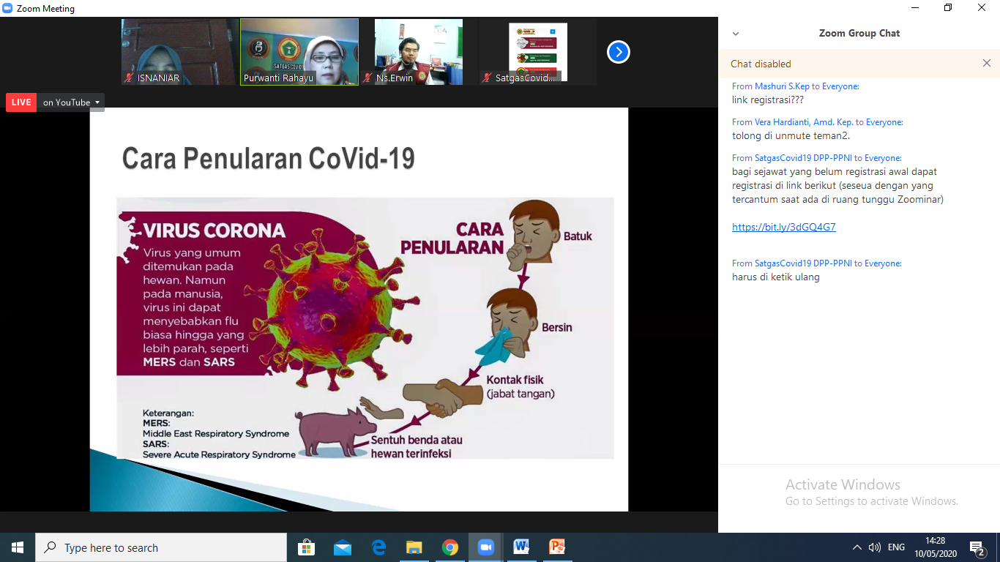 Zoom Meeting
ISNANIAR
Purwanti Rahayu
Ns.Erwin
SatgasCovid...
SATGAS COVID
LIVE on YouTube
Cara Penularan CoVid-19
VIRUS CORONA
Virus yang umum
ditemukan pada
hewan. Namun
pada manusia,
virus ini dapat
menyebabkan flu
biasa hingga yang
lebih parah, seperti
MERS dan SARS
CARA
PENULARAN
Batuk
Bersin
Kontak fisik
(jabat tangan)
Sentuh benda atau
hewan terinfeksi
Keterangan:
MERS:
Middle East Respiratory Syndrome
SARS:
Severe Acute Respiratory Syndrome
Zoom Group Chat
Chat disabled
From Mashuri S.Kep to Everyone:
link registrasi???
From Vera Hardianti, Amd. Kep. to Everyone:
tolong di unmute teman2.
From SatgasCovid19 DPP-PPNI to Everyone:
bagi sejawat yang belum registrasi awal dapat
registrasi di link berikut (seseua dengan yang
tercantum saat ada di ruang tunggu Zoominar)
https://bit.ly/3dGQ4G7
From SatgasCovid19 DPP-PPNI to Everyone:
harus di ketik ulang
Activate Windows
Go to Settings to activate Windows.
Type here to search
ENG
14:28
10/05/2020
2